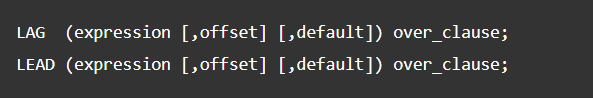 LAG  (expression [,offset] [,default]) over_clause;
LEAD (expression [,offset] [,default]) over_clause;